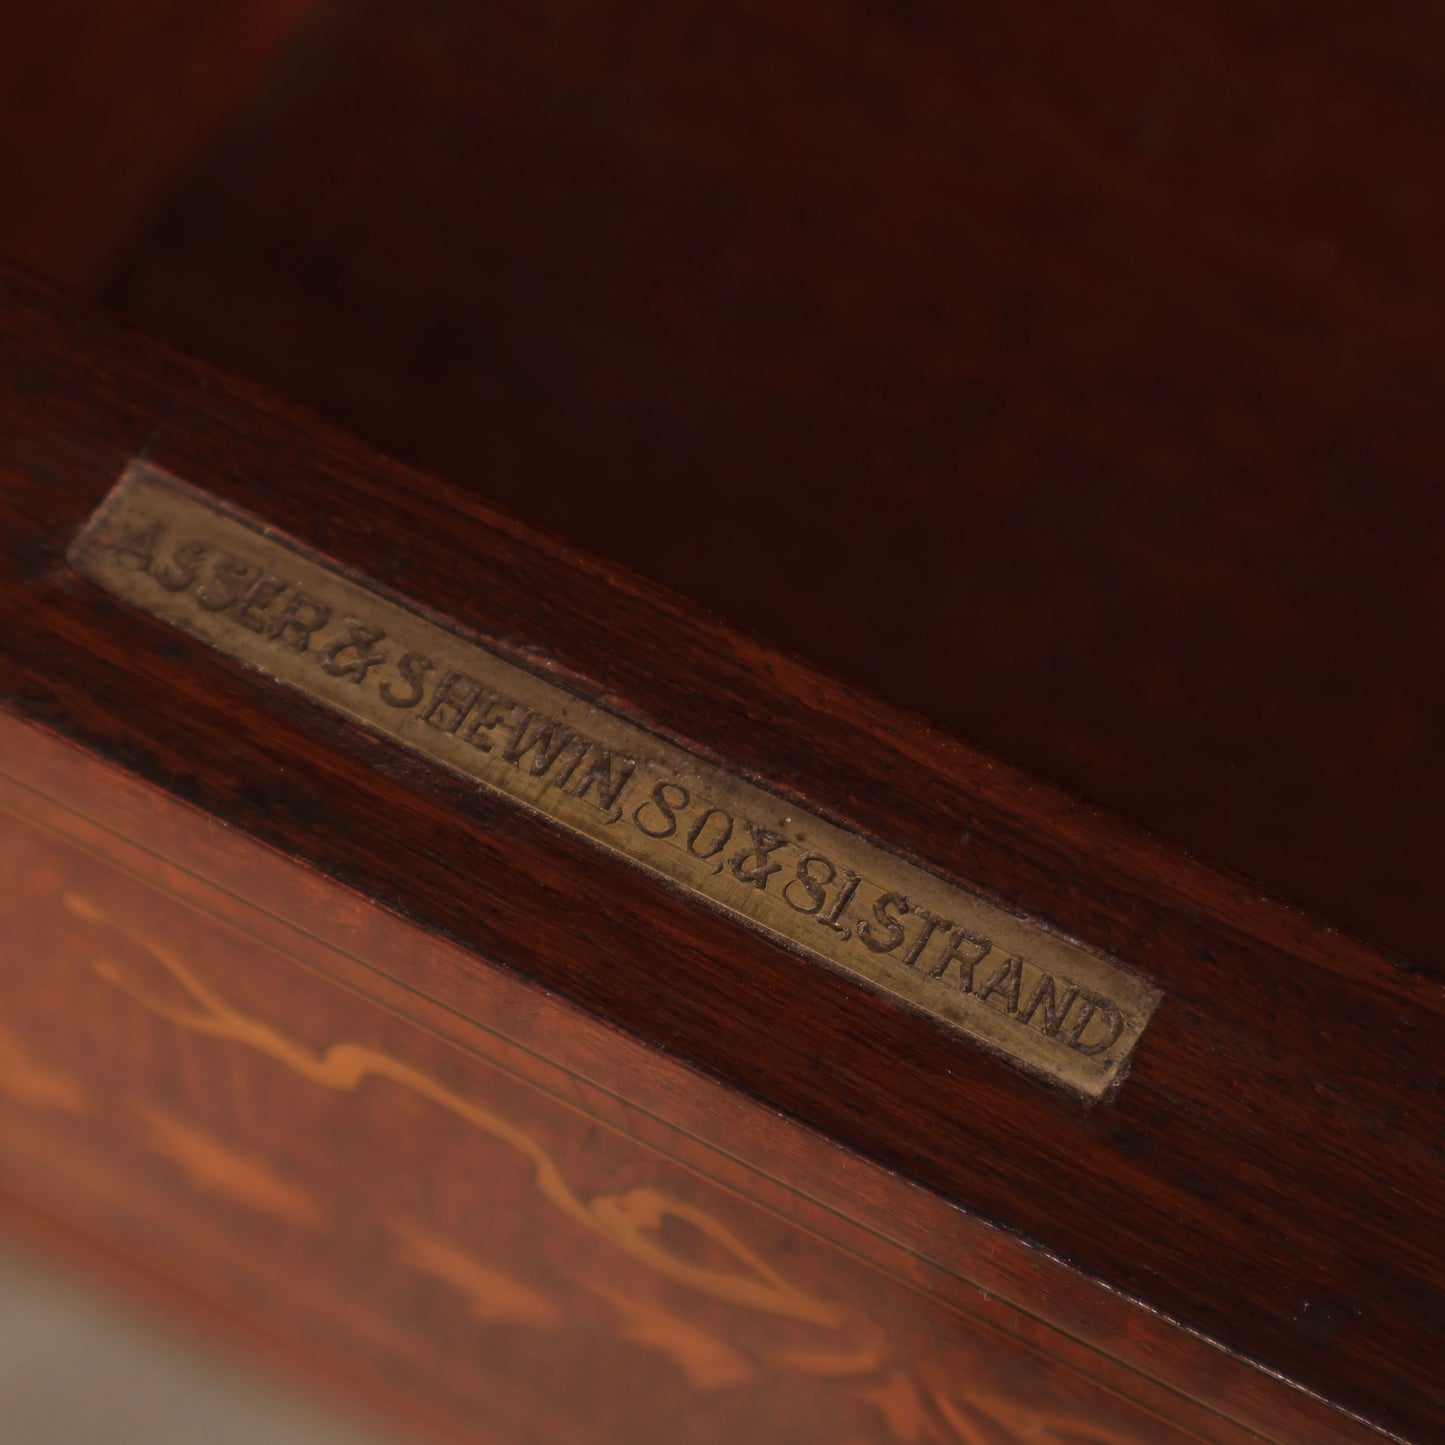 ASSER & SHEWIN, 80, & 81, STRAND